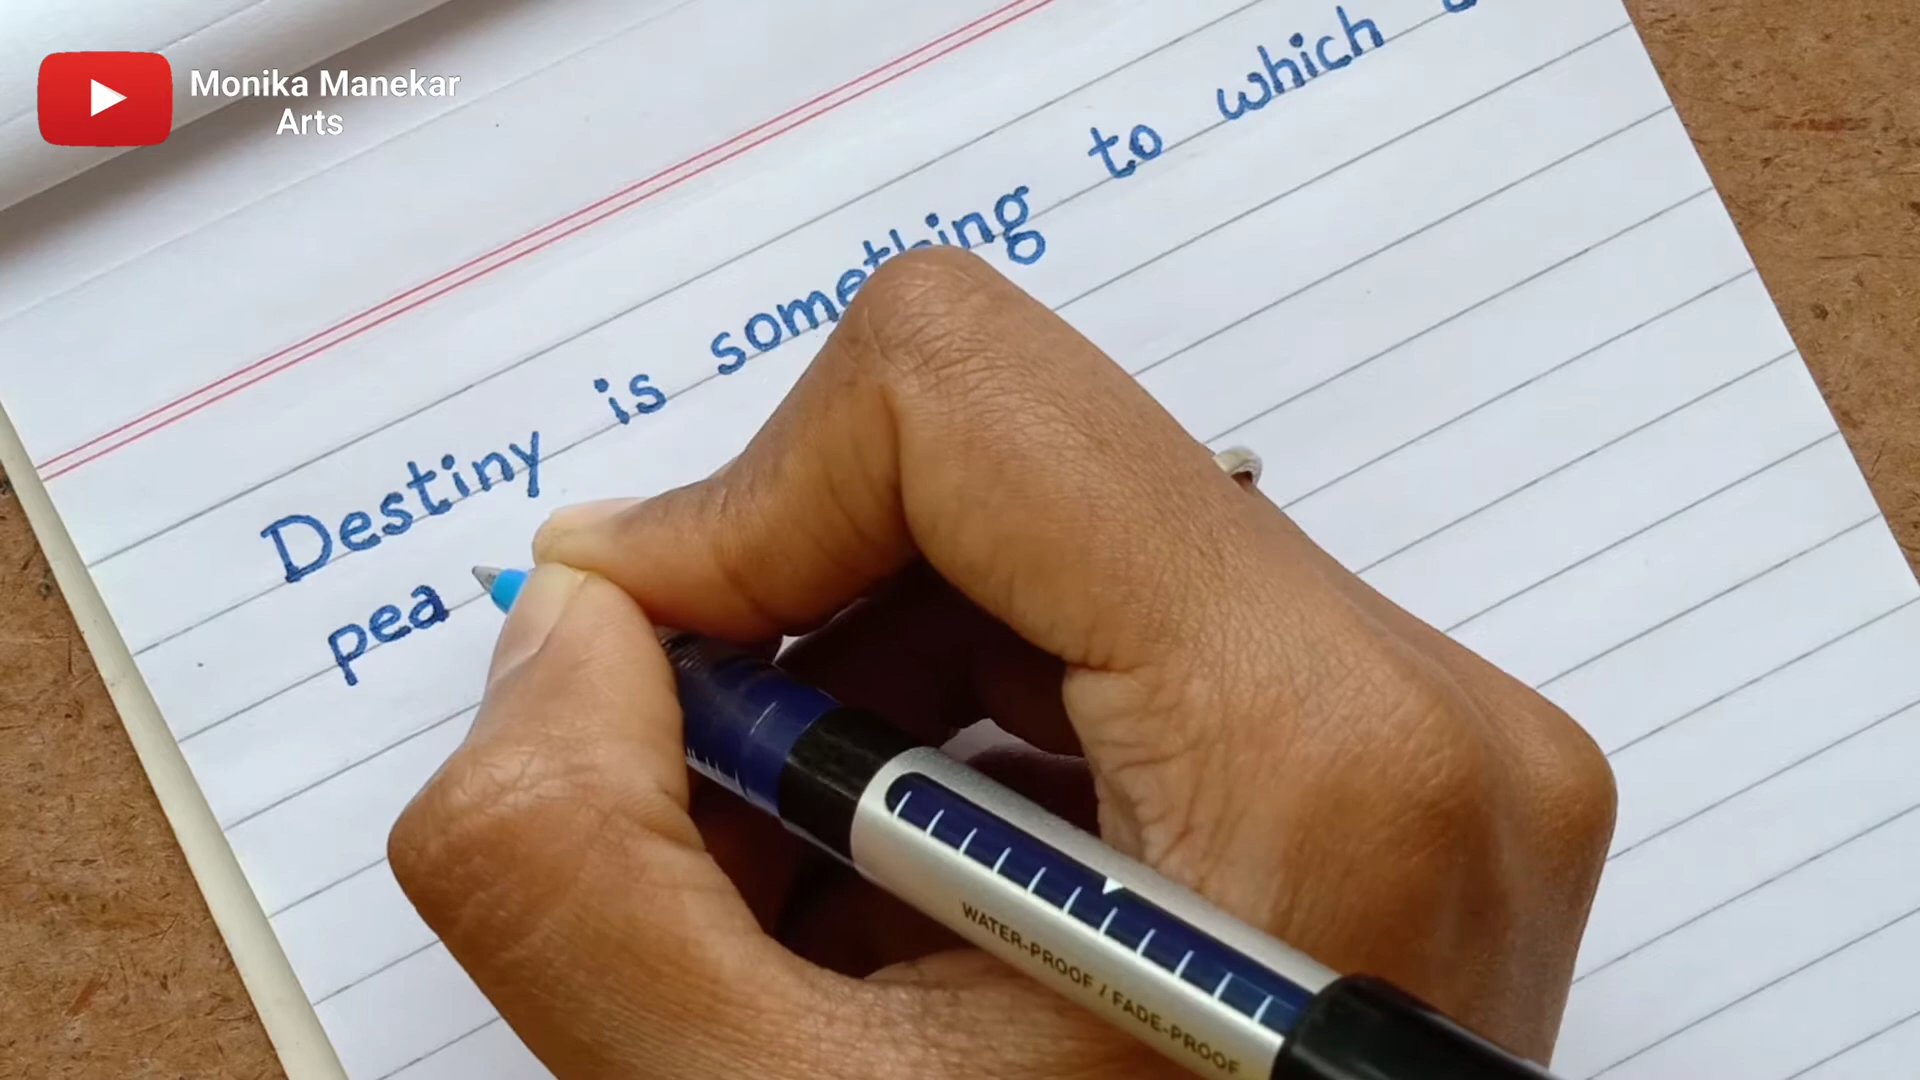 Monika Manekar
Arts
Destiny is something to which
pea
WATER-PROOF / FADE-PROOF